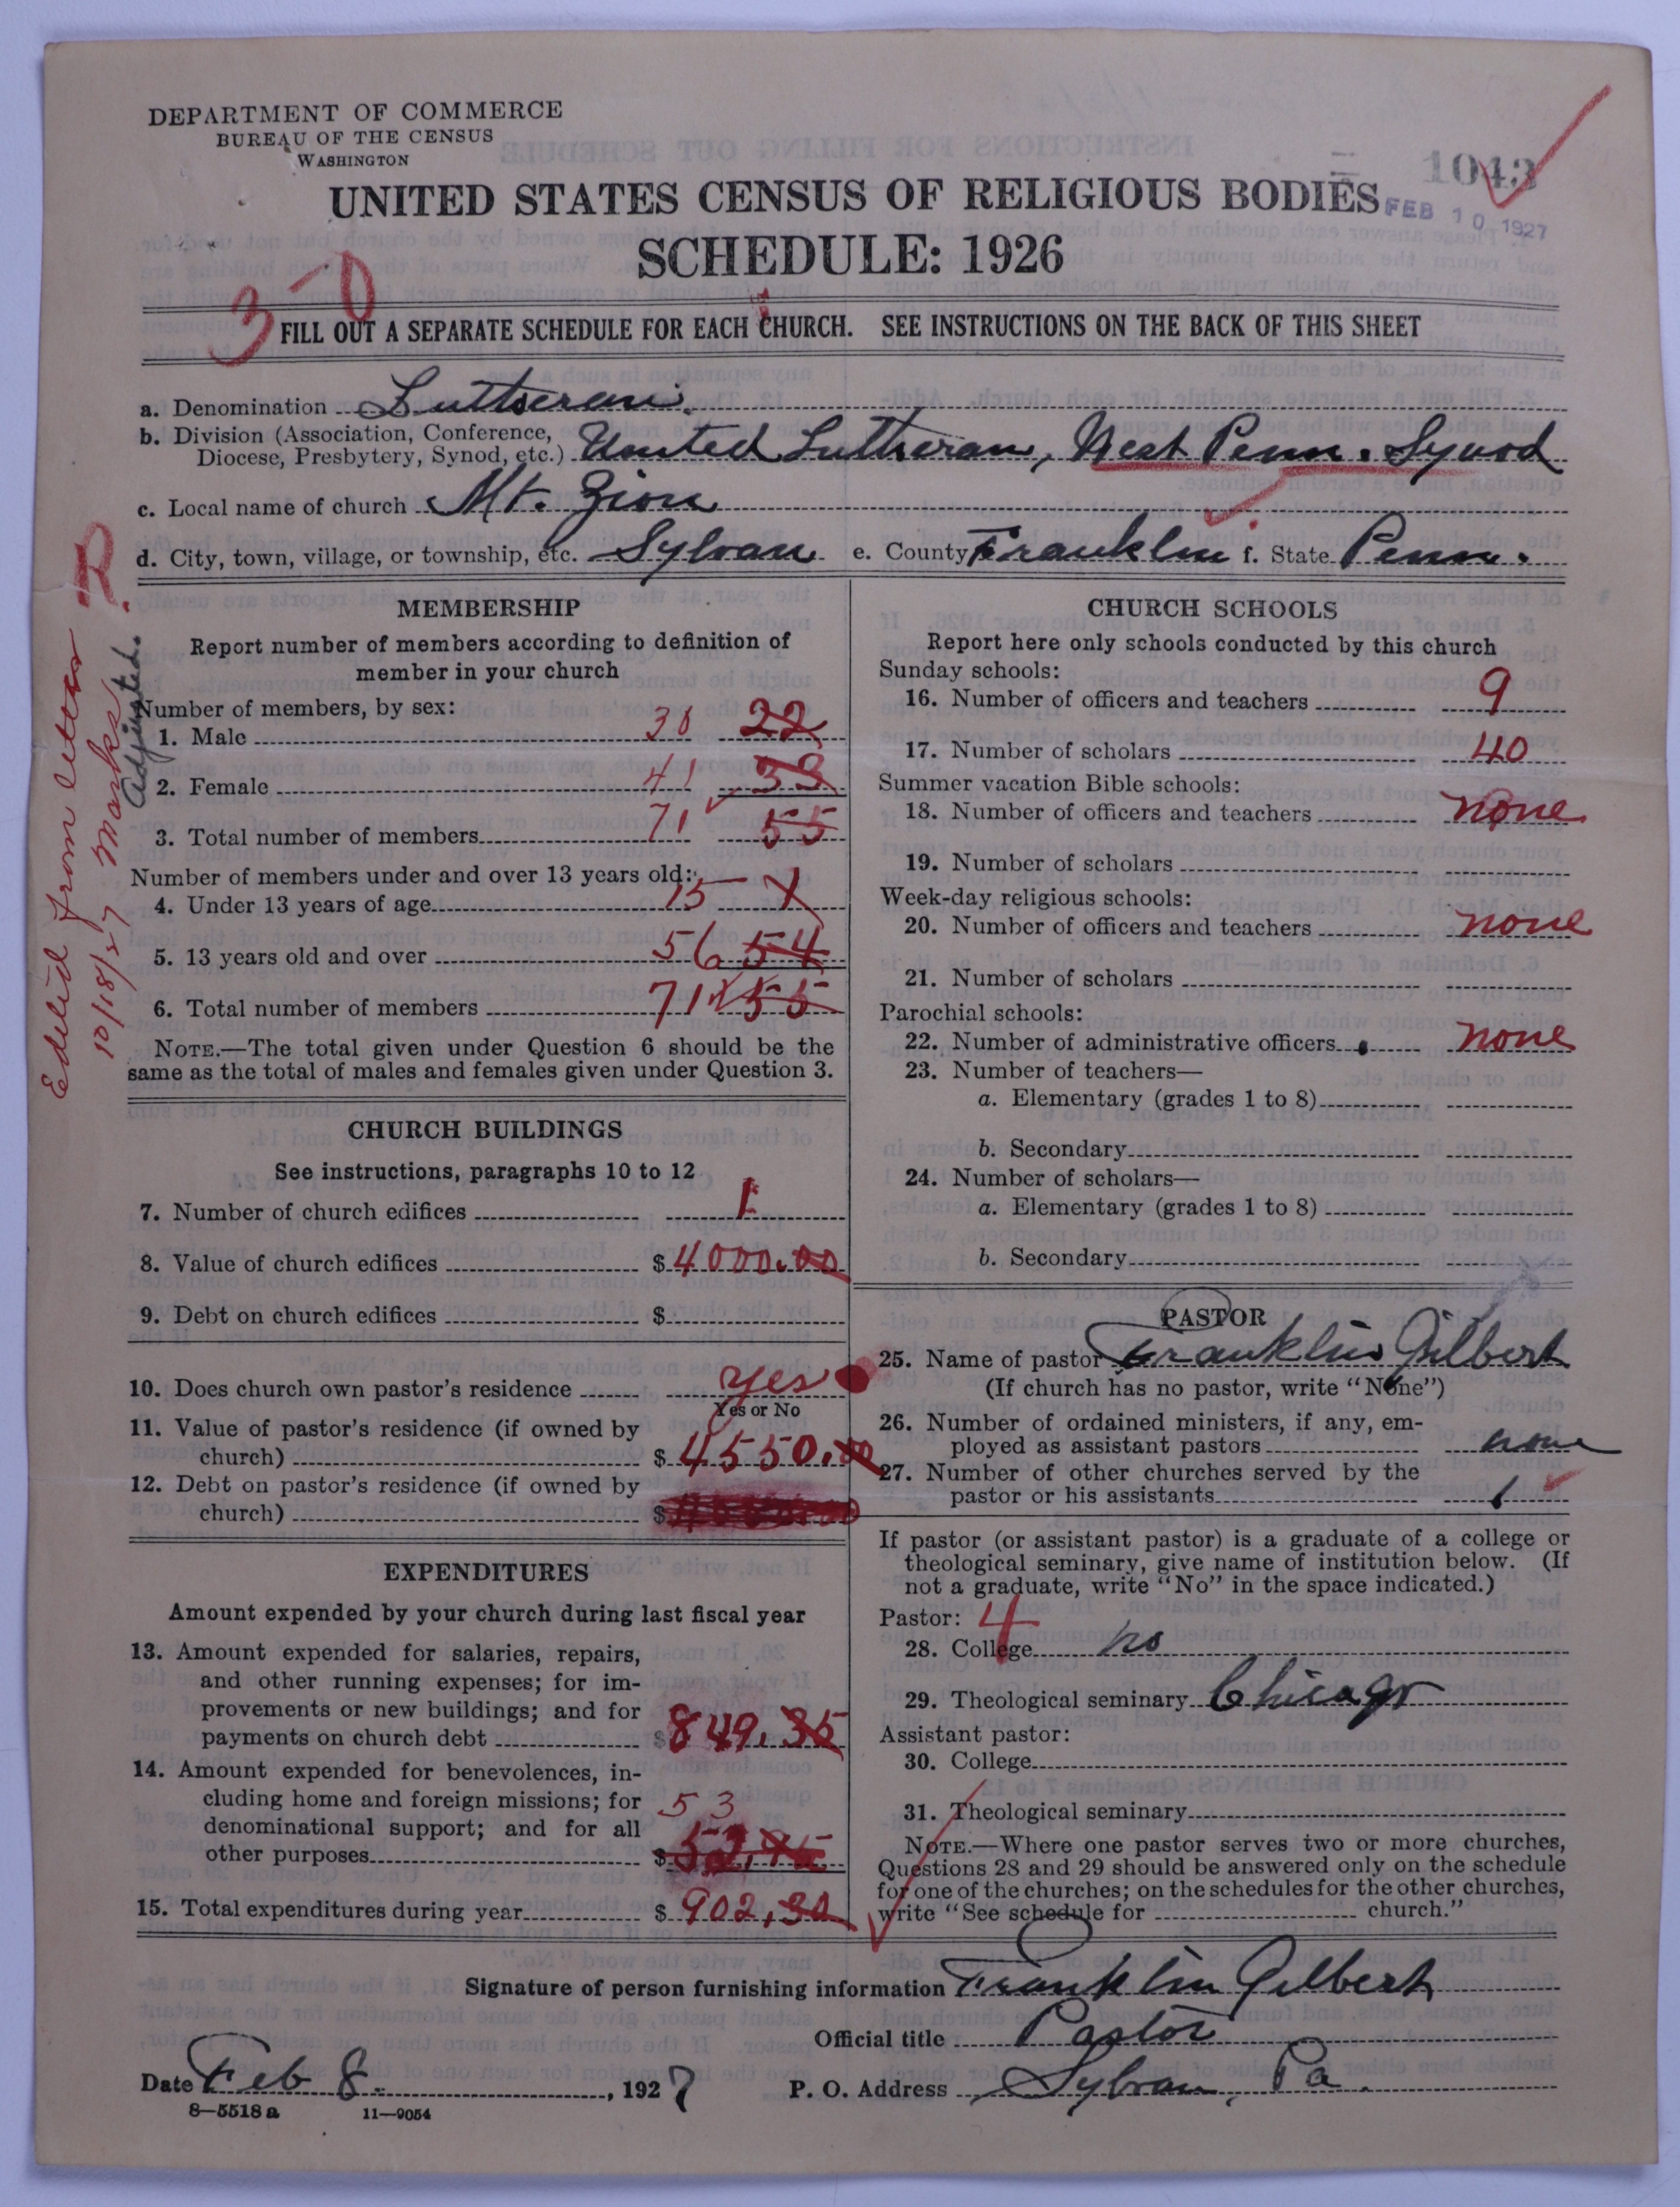 DEPARTMENT OF COMMERCE
BUREAU OF THE CENSUS
WASHINGTON
1043
UNITED STATES CENSUS OF RELIGIOUS BODIES
FEB 10 1927
SCHEDULE: 1926
3-0
FILL OUT A SEPARATE SCHEDULE FOR EACH CHURCH. SEE INSTRUCTIONS ON THE BACK OF THIS SHEET
a. Denomination Lutheran.
b. Division (Association, Conference, Diocese, Presbytery, Synod, etc.) United Lutheran, West Penn. Synod
c. Local name of church Mt. Zion
d. City, town, village, or township, etc. Sylvan e. County Franklin f. State Penn.
Edited from letter
10/18/27 Marks
Adjusted.
MEMBERSHIP
Report number of members according to definition of
member in your church
Number of members, by sex:
1. Male 30 22
2. Female 41 33
3. Total number of members 71 55
Number of members under and over 13 years old:
4. Under 13 years of age 15 1
5. 13 years old and over 56 54
6. Total number of members 71 55
NOTE.—The total given under Question 6 should be the
same as the total of males and females given under Question 3.
CHURCH BUILDINGS
See instructions, paragraphs 10 to 12
7. Number of church edifices 1
8. Value of church edifices $ 4000.00
9. Debt on church edifices $
10. Does church own pastor's residence yes
Yes or No
11. Value of pastor's residence (if owned by
church) $ 4550.00
12. Debt on pastor's residence (if owned by
church) $
EXPENDITURES
Amount expended by your church during last fiscal year
13. Amount expended for salaries, repairs,
and other running expenses; for im-
provements or new buildings; and for
payments on church debt $ 849.35
14. Amount expended for benevolences, in-
cluding home and foreign missions; for
denominational support; and for all
other purposes $ 53
15. Total expenditures during year $ 902.30
CHURCH SCHOOLS
Report here only schools conducted by this church
Sunday schools:
16. Number of officers and teachers 9
17. Number of scholars 40
Summer vacation Bible schools:
18. Number of officers and teachers none
19. Number of scholars
Week-day religious schools:
20. Number of officers and teachers none
21. Number of scholars
Parochial schools:
22. Number of administrative officers none
23. Number of teachers—
a. Elementary (grades 1 to 8)
b. Secondary
24. Number of scholars—
a. Elementary (grades 1 to 8)
b. Secondary
PASTOR
25. Name of pastor Franklin Gilbert
(If church has no pastor, write "None")
26. Number of ordained ministers, if any, em-
ployed as assistant pastors none
27. Number of other churches served by the
pastor or his assistants 1
If pastor (or assistant pastor) is a graduate of a college or
theological seminary, give name of institution below. (If
not a graduate, write "No" in the space indicated.)
Pastor: 4
28. College no
29. Theological seminary Chicago
Assistant pastor:
30. College
31. Theological seminary
NOTE.—Where one pastor serves two or more churches,
Questions 28 and 29 should be answered only on the schedule
for one of the churches; on the schedules for the other churches,
write "See schedule for church."
Signature of person furnishing information Franklin Gilbert
Official title Pastor
Date Feb 8. , 1927 P. O. Address Sylvan, Pa.
8—5518 a 11—9054